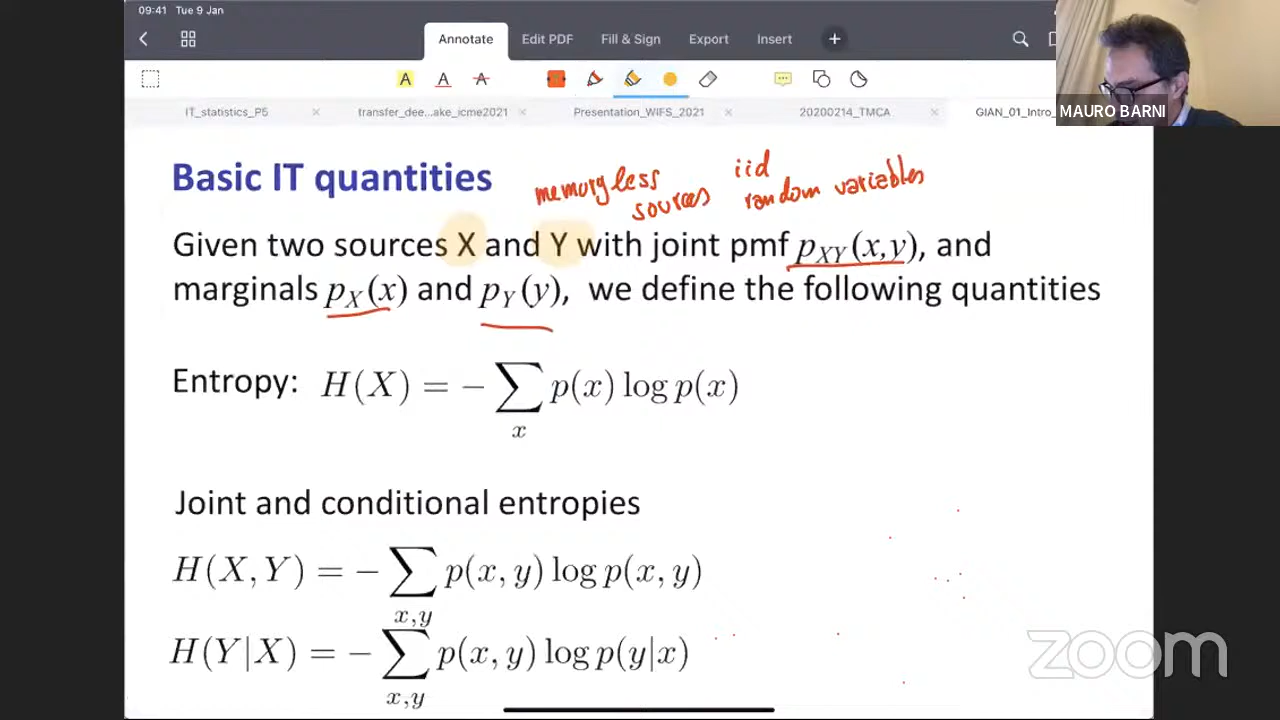 09:41 Tue 9 Jan
Annotate Edit PDF Fill & Sign Export Insert +
A A A
IT_statistics_P5 × transfer_dee...ake_icme2021 × Presentation_WIFS_2021 × 20200214_TMCA × GIAN_01_Intro_
MAURO BARNI
Basic IT quantities
memoryless sources
iid random variables
Given two sources X and Y with joint pmf p_{XY}(x,y), and
marginals p_X(x) and p_Y(y), we define the following quantities
Entropy: H(X) = − ∑_x p(x) log p(x)
Joint and conditional entropies
H(X, Y) = − ∑_{x,y} p(x, y) log p(x, y)
H(Y|X) = − ∑_{x,y} p(x, y) log p(y|x)
zoom